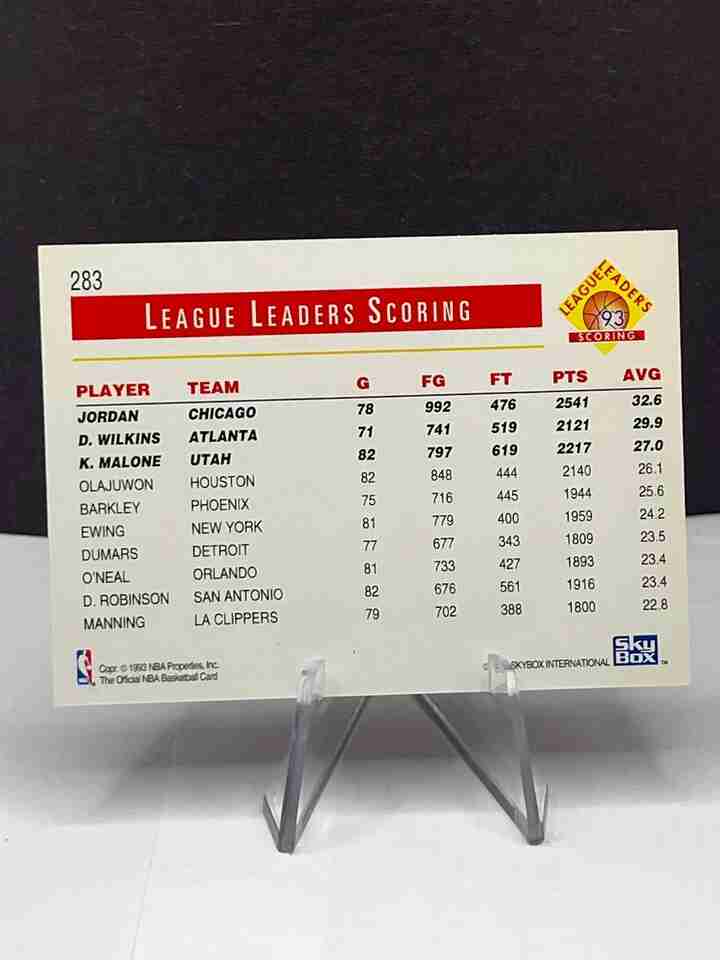 283
LEAGUE LEADERS SCORING
LEAGUE LEADERS
93
SCORING
PLAYER TEAM G FG FT PTS AVG
JORDAN CHICAGO 78 992 476 2541 32.6
D. WILKINS ATLANTA 71 741 519 2121 29.9
K. MALONE UTAH 82 797 619 2217 27.0
OLAJUWON HOUSTON 82 848 444 2140 26.1
BARKLEY PHOENIX 75 716 445 1944 25.6
EWING NEW YORK 81 779 400 1959 24.2
DUMARS DETROIT 77 677 343 1809 23.5
O'NEAL ORLANDO 81 733 427 1893 23.4
D. ROBINSON SAN ANTONIO 82 676 561 1916 23.4
MANNING LA CLIPPERS 79 702 388 1800 22.8
Copr. © 1993 NBA Properties, Inc.
The Official NBA Basketball Card
SKYBOX INTERNATIONAL
SKY BOX ™